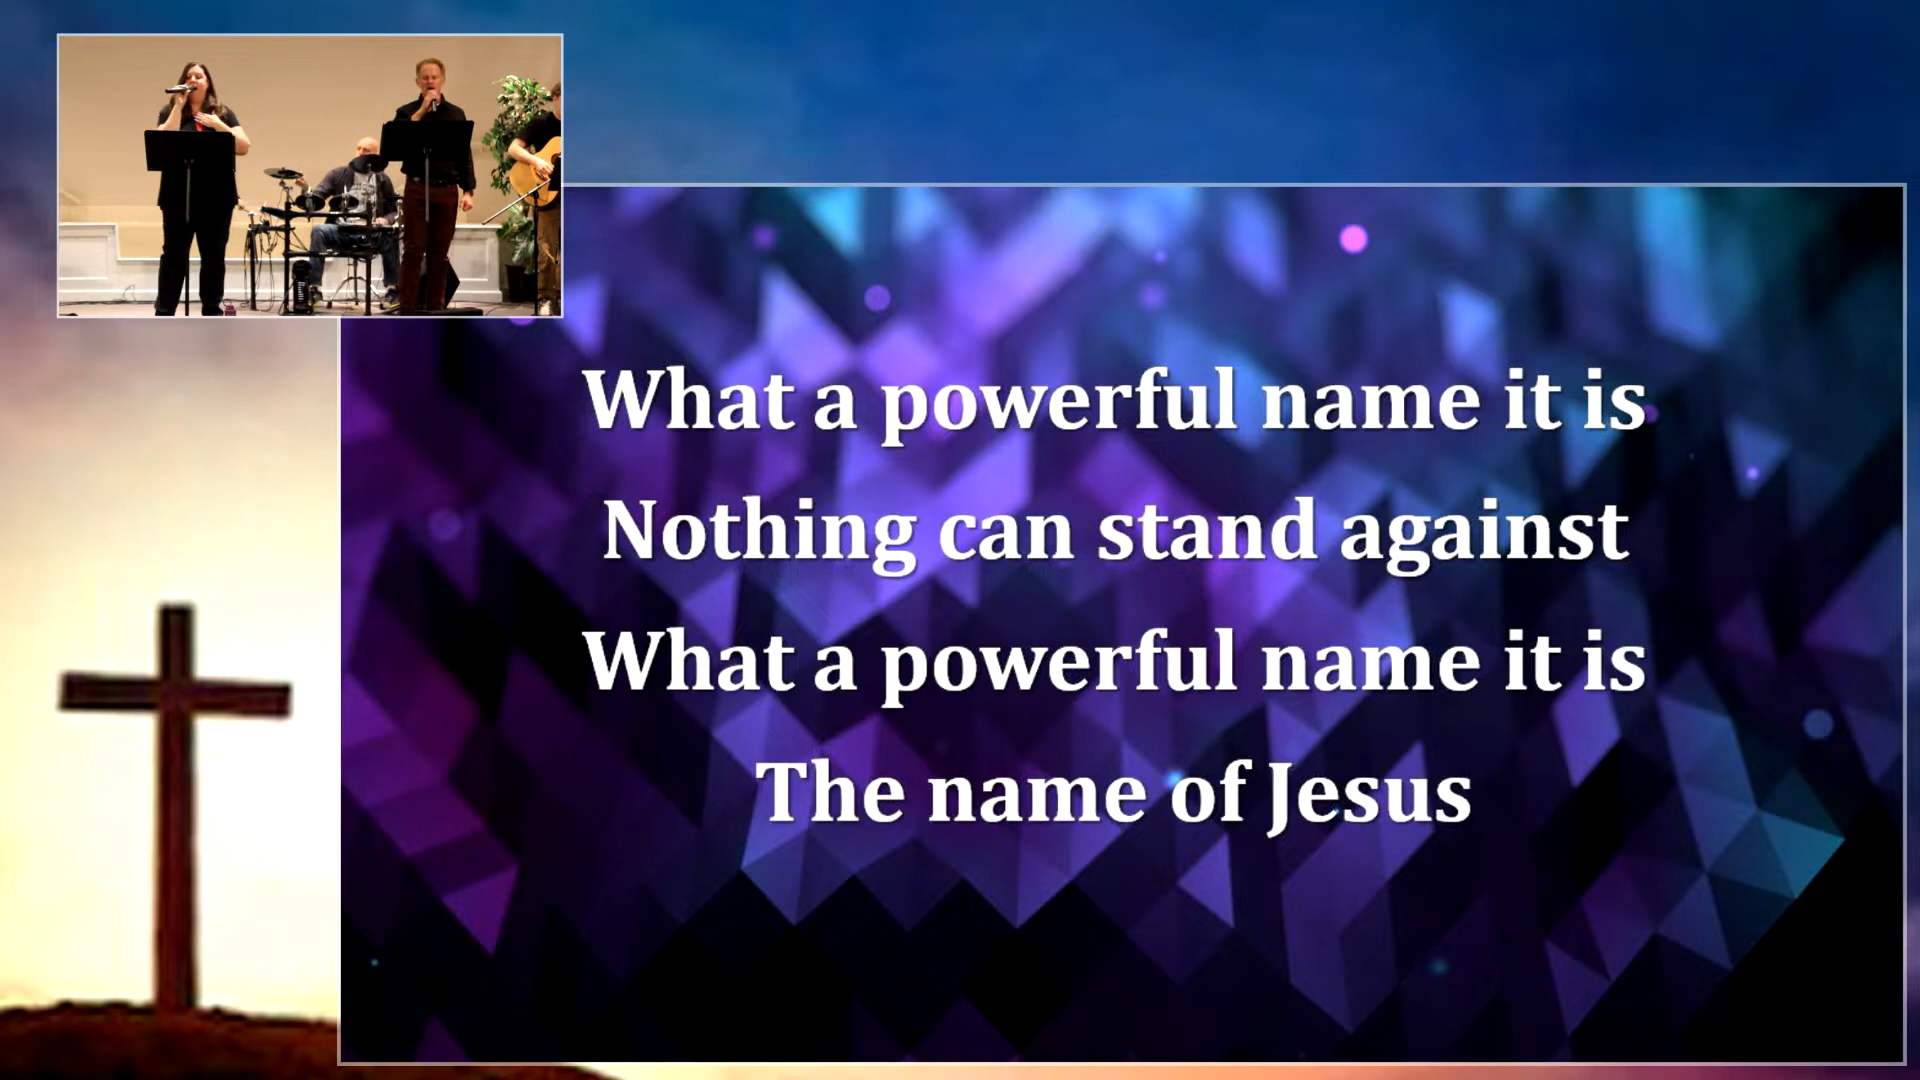 What a powerful name it is
Nothing can stand against
What a powerful name it is
The name of Jesus